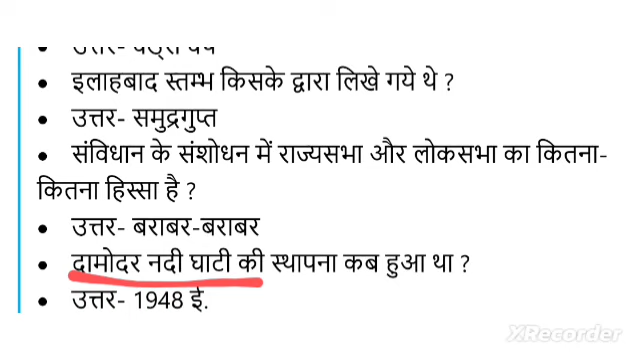 इलाहबाद स्तम्भ किसके द्वारा लिखे गये थे ?
उत्तर- समुद्रगुप्त
संविधान के संशोधन में राज्यसभा और लोकसभा का कितना-
कितना हिस्सा है ?
उत्तर- बराबर-बराबर
दामोदर नदी घाटी की स्थापना कब हुआ था ?
उत्तर- 1948 ई.
XRecorder